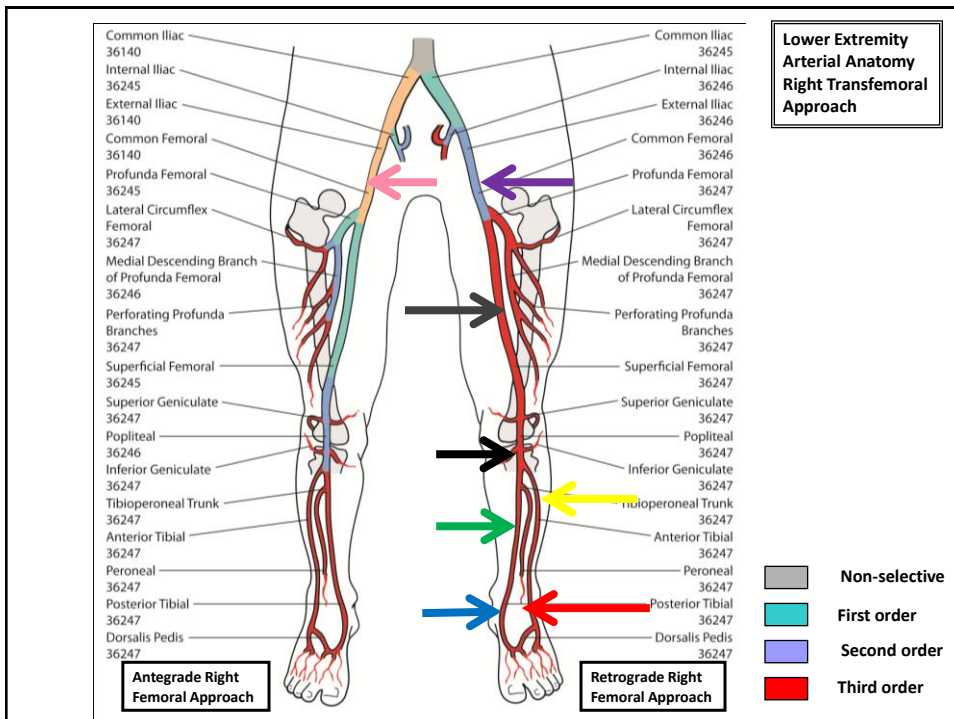 Common Iliac
36140
Internal Iliac
36245
External Iliac
36140
Common Femoral
36140
Profunda Femoral
36245
Lateral Circumflex
Femoral
36247
Medial Descending Branch
of Profunda Femoral
36246
Perforating Profunda
Branches
36247
Superficial Femoral
36245
Superior Geniculate
36247
Popliteal
36246
Inferior Geniculate
36247
Tibioperoneal Trunk
36247
Anterior Tibial
36247
Peroneal
36247
Posterior Tibial
36247
Dorsalis Pedis
36247
Antegrade Right
Femoral Approach
Common Iliac
36245
Internal Iliac
36246
External Iliac
36246
Common Femoral
36246
Profunda Femoral
36247
Lateral Circumflex
Femoral
36247
Medial Descending Branch
of Profunda Femoral
36247
Perforating Profunda
Branches
36247
Superficial Femoral
36247
Superior Geniculate
36247
Popliteal
36247
Inferior Geniculate
36247
Tibioperoneal Trunk
36247
Anterior Tibial
36247
Peroneal
36247
Posterior Tibial
36247
Dorsalis Pedis
36247
Retrograde Right
Femoral Approach
Lower Extremity
Arterial Anatomy
Right Transfemoral
Approach
Non-selective
First order
Second order
Third order